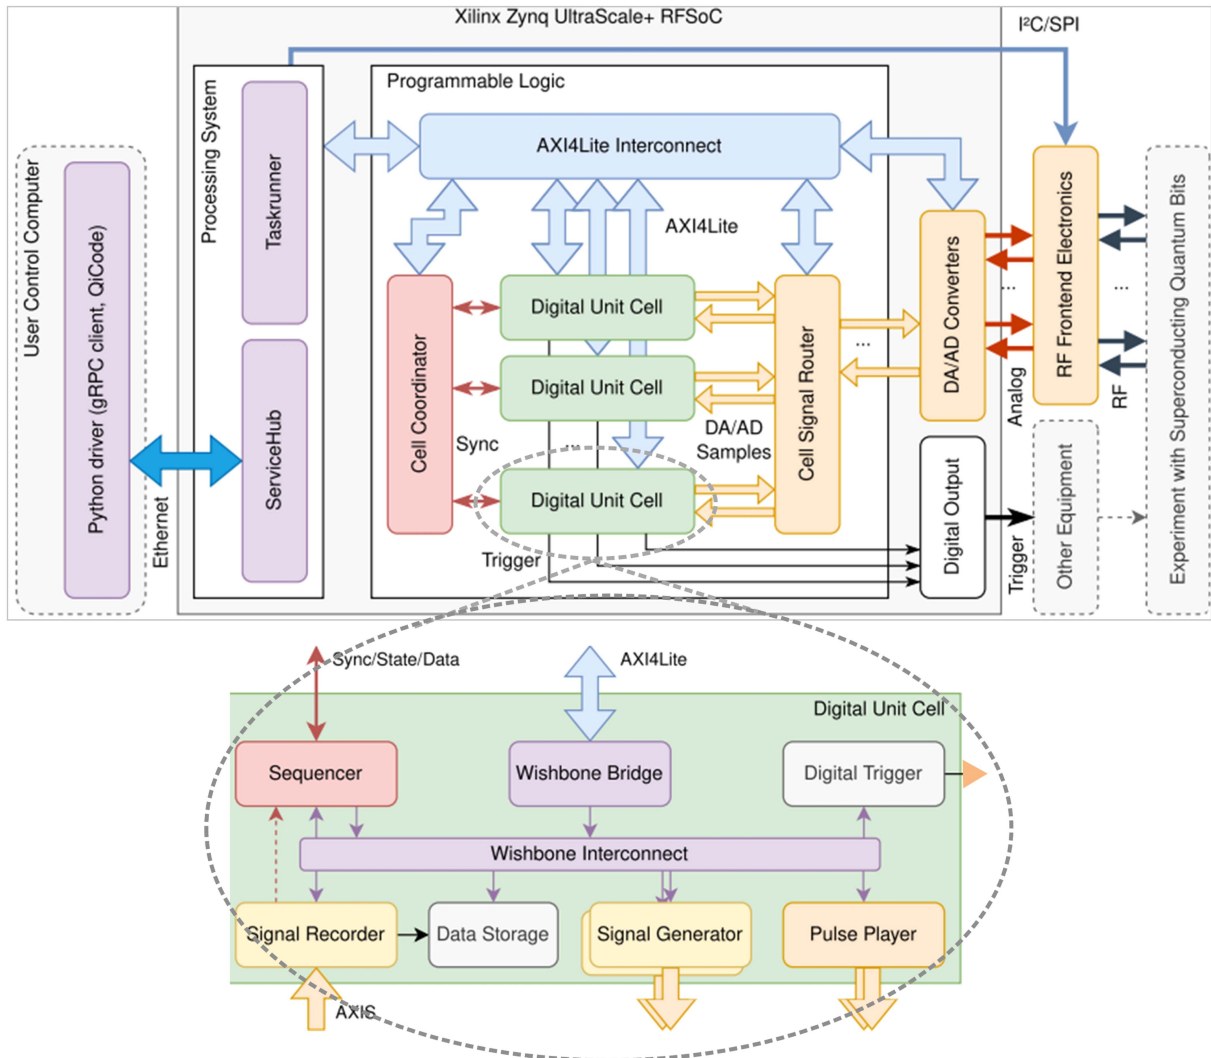 Xilinx Zynq UltraScale+ RFSoC
I²C/SPI
Programmable Logic
Processing System
Taskrunner
AXI4Lite Interconnect
User Control Computer
Python driver (gRPC client, QiCode)
AXI4Lite
RF Frontend Electronics
Experiment with Superconducting Quantum Bits
DA/AD Converters
Cell Coordinator
Digital Unit Cell
Cell Signal Router
...
...
...
ServiceHub
Digital Unit Cell
Analog
RF
Sync
...
DA/AD
Samples
Digital Unit Cell
Ethernet
Trigger
Digital Output
Trigger
Other Equipment
Sync/State/Data
AXI4Lite
Digital Unit Cell
Sequencer
Wishbone Bridge
Digital Trigger
Wishbone Interconnect
Signal Recorder
Data Storage
Signal Generator
Pulse Player
AXIS